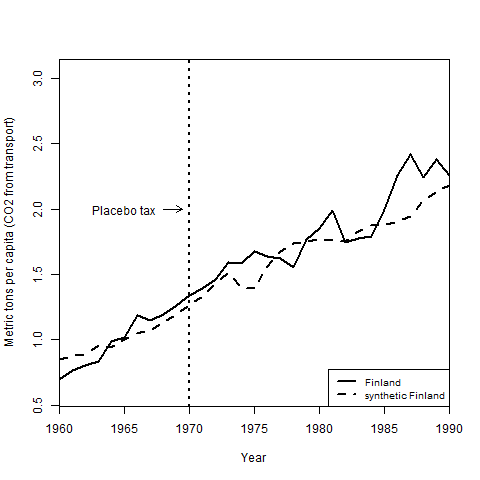 Metric tons per capita (CO2 from transport)
3.0
2.5
2.0
1.5
1.0
0.5
Placebo tax
Finland
synthetic Finland
1960 1965 1970 1975 1980 1985 1990
Year